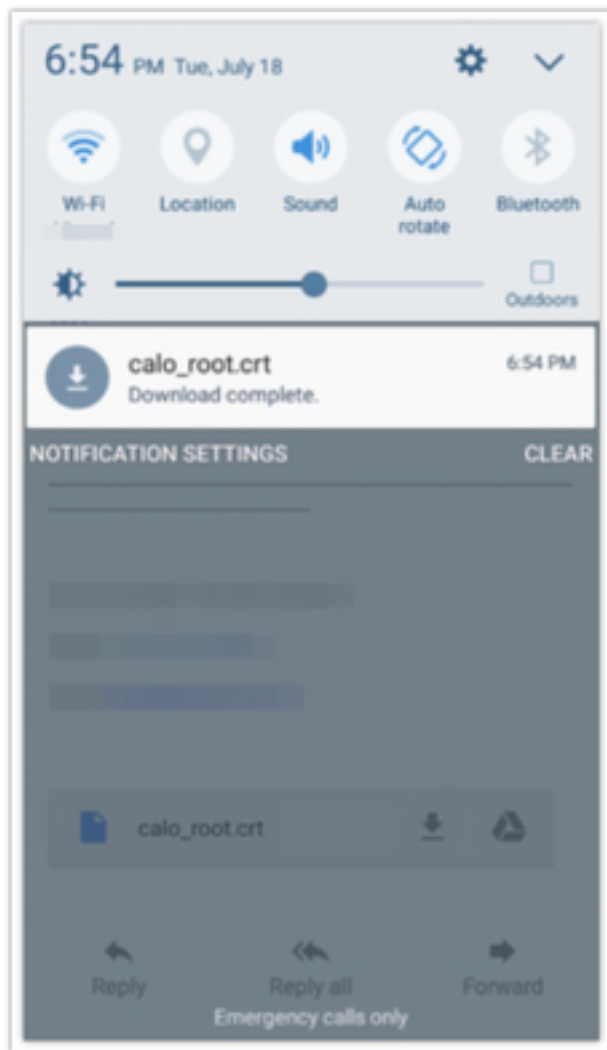 6:54 PM Tue, July 18
Wi-Fi Location Sound Auto rotate Bluetooth
Outdoors
calo_root.crt 6:54 PM
Download complete.
NOTIFICATION SETTINGS CLEAR
calo_root.crt
Reply Reply all Forward
Emergency calls only